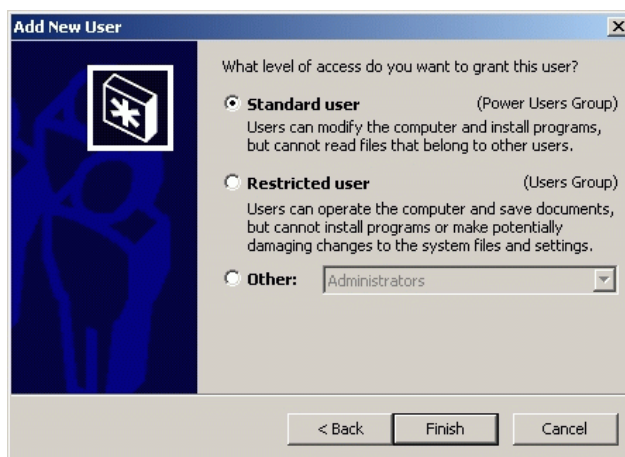 Add New User
What level of access do you want to grant this user?
Standard user (Power Users Group)
Users can modify the computer and install programs,
but cannot read files that belong to other users.
Restricted user (Users Group)
Users can operate the computer and save documents,
but cannot install programs or make potentially
damaging changes to the system files and settings.
Other: Administrators
< Back Finish Cancel